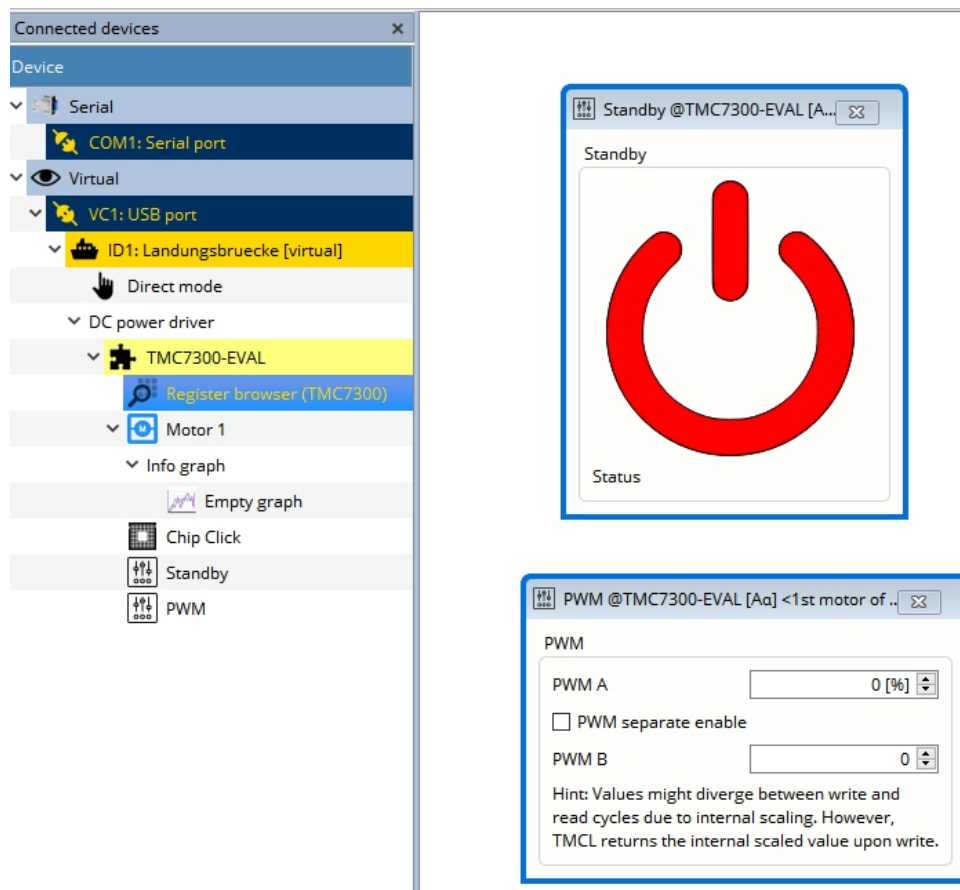 Connected devices
Device
Serial
COM1: Serial port
Virtual
VC1: USB port
ID1: Landungsbruecke [virtual]
Direct mode
DC power driver
TMC7300-EVAL
Register browser (TMC7300)
Motor 1
Info graph
Empty graph
Chip Click
Standby
PWM
Standby @TMC7300-EVAL [A...
Standby
Status
PWM @TMC7300-EVAL [Aα] <1st motor of ..
PWM
PWM A 0 [%]
PWM separate enable
PWM B 0
Hint: Values might diverge between write and
read cycles due to internal scaling. However,
TMCL returns the internal scaled value upon write.